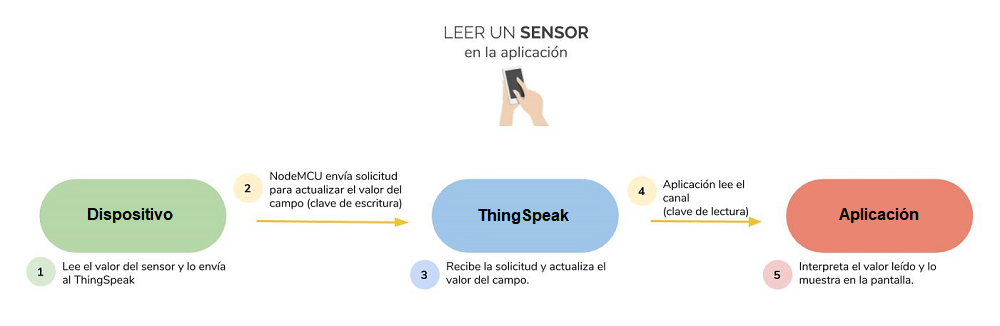 LEER UN SENSOR
en la aplicación
2
NodeMCU envía solicitud
para actualizar el valor del
campo (clave de escritura)
4
Aplicación lee el
canal
(clave de lectura)
Dispositivo
ThingSpeak
Aplicación
1
Lee el valor del sensor y lo envía
al ThingSpeak
3
Recibe la solicitud y actualiza el
valor del campo.
5
Interpreta el valor leído y lo
muestra en la pantalla.